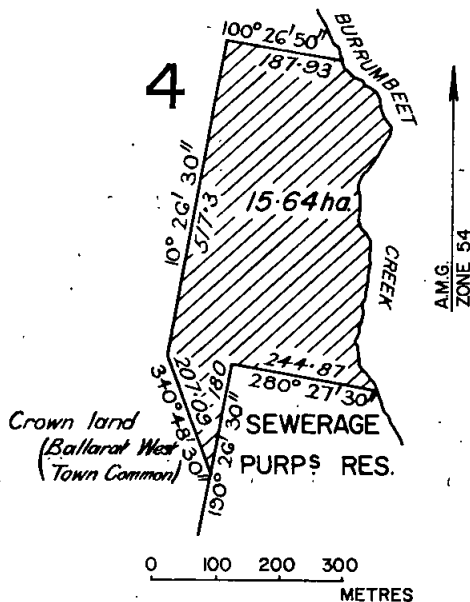 100° 26' 50"
187·93
BURRUMBEET
4
10° 26' 30"
517·3
15·64ha.
CREEK
A.M.G.
ZONE 54
207·09
340° 48' 30"
180
190° 26' 30"
244·87
280° 27' 30"
Crown land
(Ballarat West
Town Common)
SEWERAGE
PURPS RES.
0 100 200 300
METRES